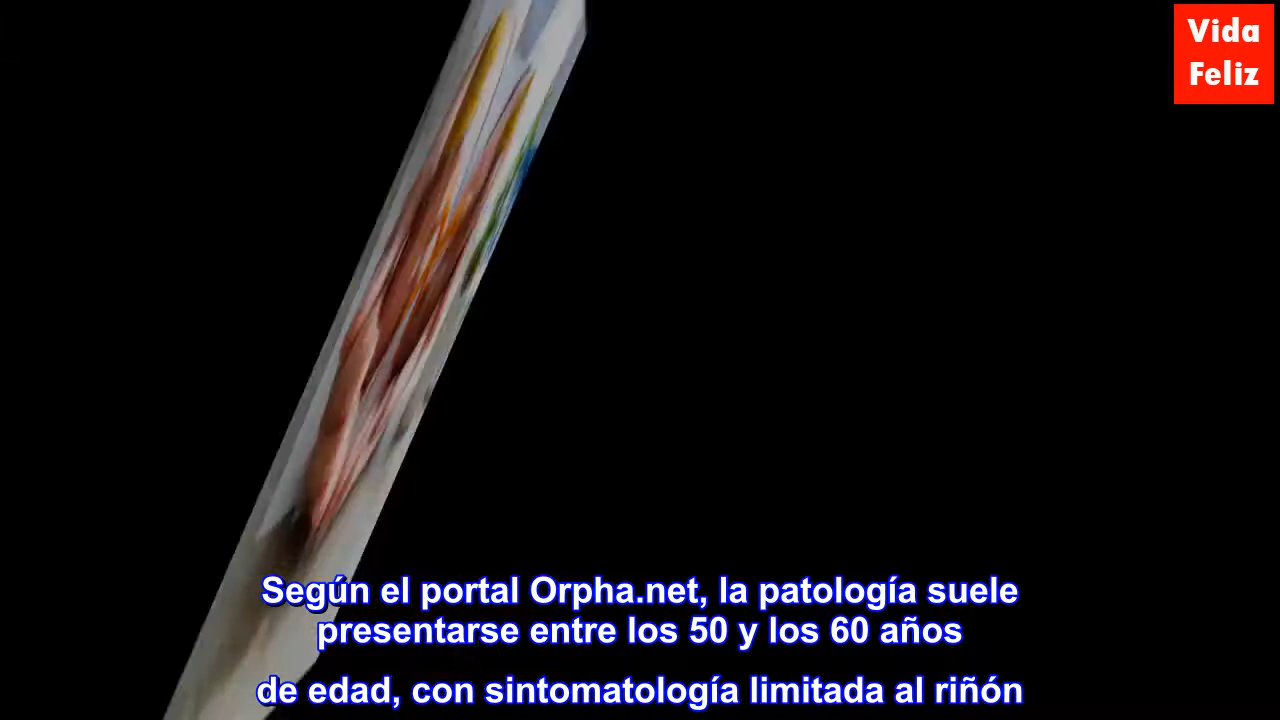 Vida
Feliz
Según el portal Orpha.net, la patología suele
presentarse entre los 50 y los 60 años
de edad, con sintomatología limitada al riñón